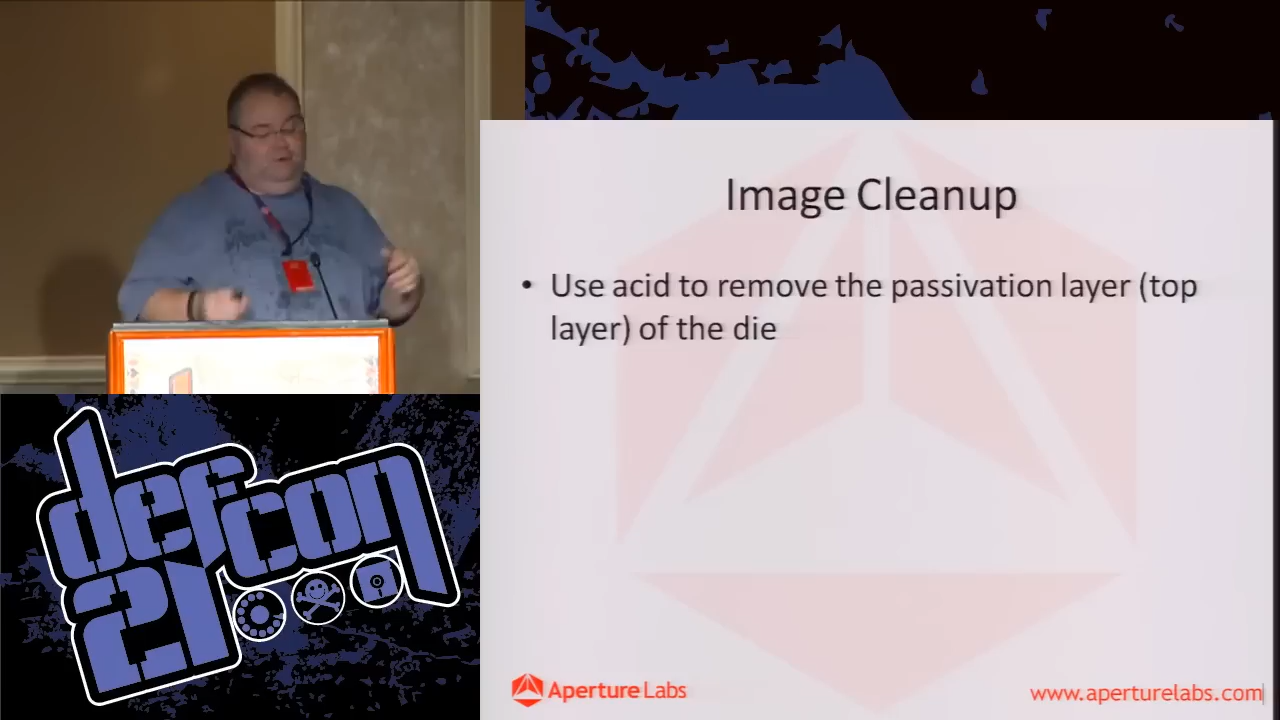 Image Cleanup
• Use acid to remove the passivation layer (top
layer) of the die
defcon
21
Aperture Labs
www.aperturelabs.com